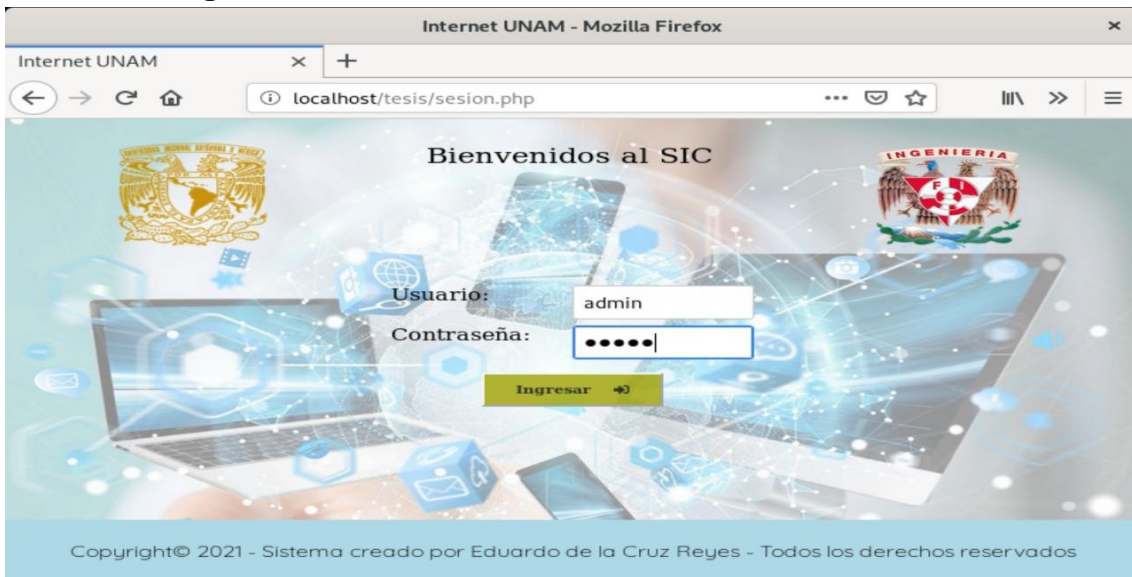 Internet UNAM - Mozilla Firefox
Internet UNAM
localhost/tesis/sesion.php
Bienvenidos al SIC
INGENIERIA
F I
Usuario:
admin
Contraseña:
●●●●●
Ingresar
Copyright© 2021 - Sistema creado por Eduardo de la Cruz Reyes - Todos los derechos reservados